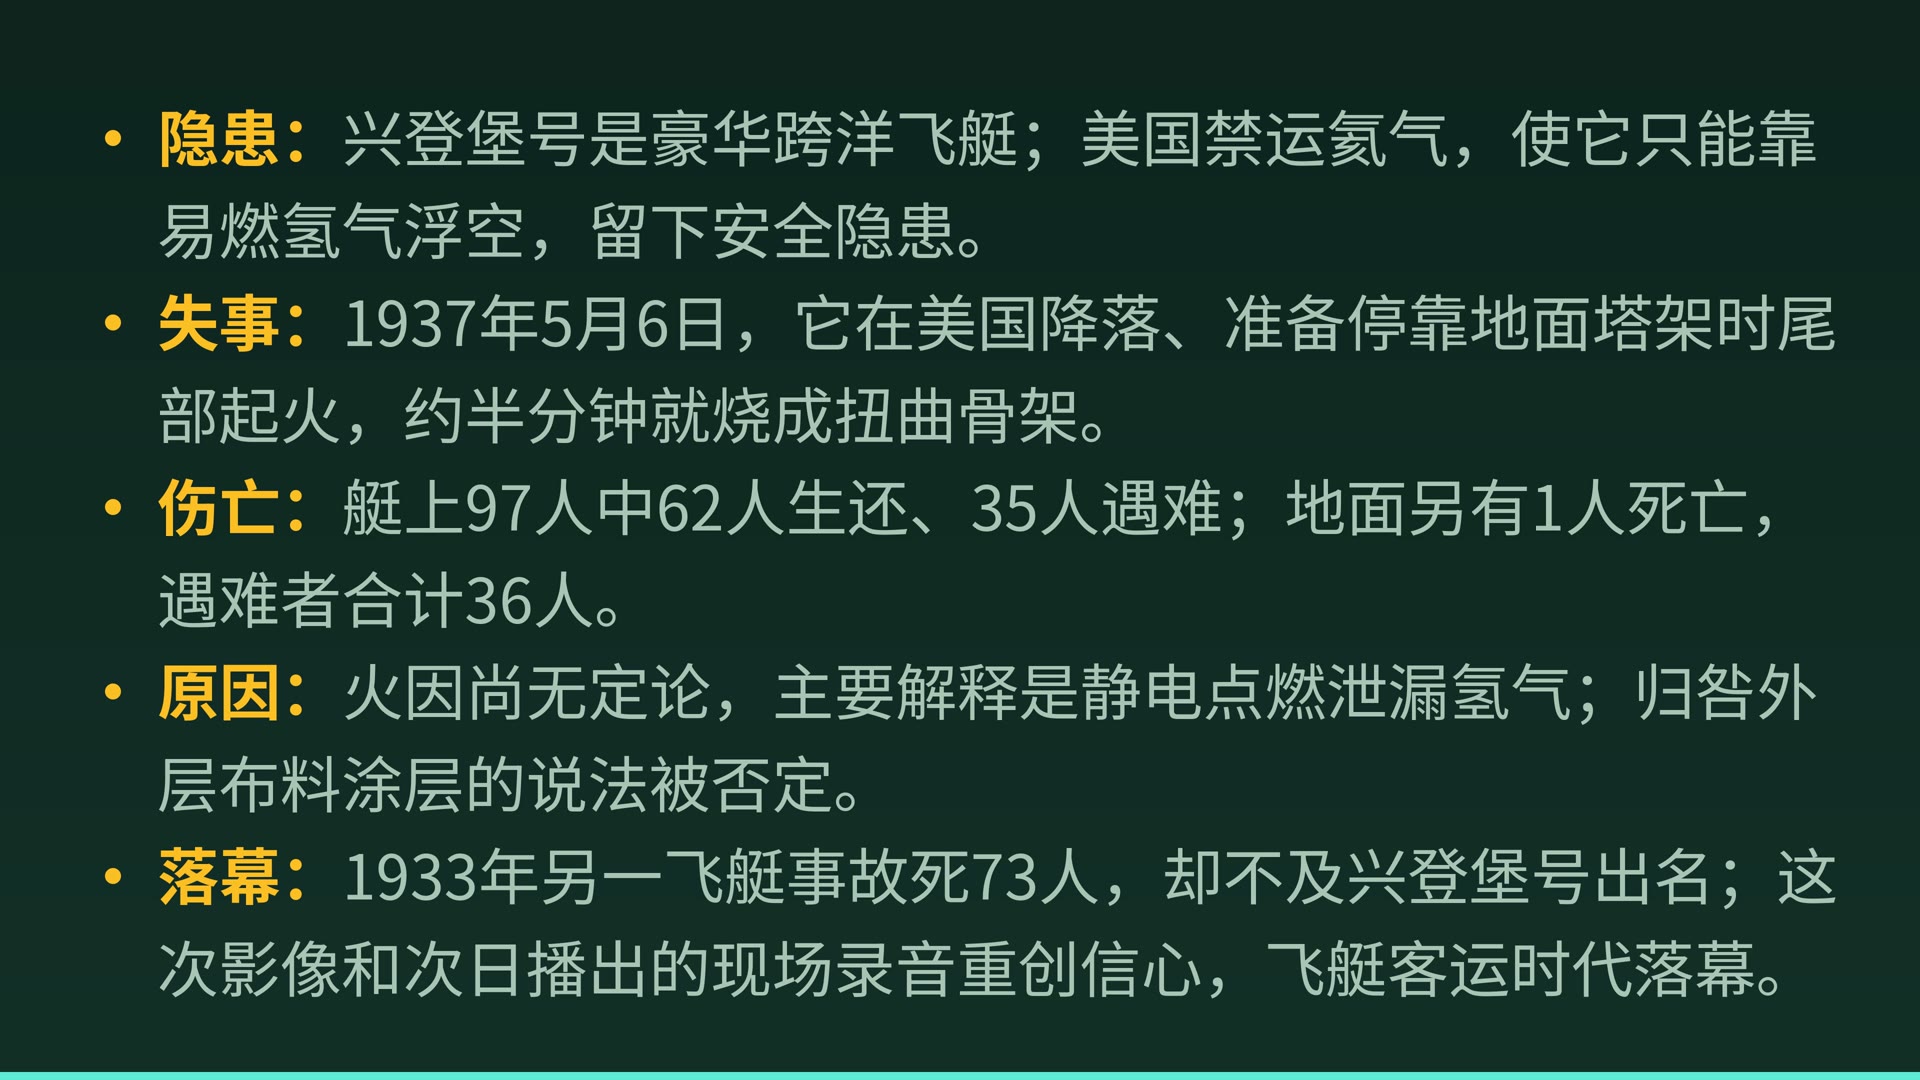 • 隐患：兴登堡号是豪华跨洋飞艇；美国禁运氦气，使它只能靠
易燃氢气浮空，留下安全隐患。
• 失事：1937年5月6日，它在美国降落、准备停靠地面塔架时尾
部起火，约半分钟就烧成扭曲骨架。
• 伤亡：艇上97人中62人生还、35人遇难；地面另有1人死亡，
遇难者合计36人。
• 原因：火因尚无定论，主要解释是静电点燃泄漏氢气；归咎外
层布料涂层的说法被否定。
• 落幕：1933年另一飞艇事故死73人，却不及兴登堡号出名；这
次影像和次日播出的现场录音重创信心，飞艇客运时代落幕。